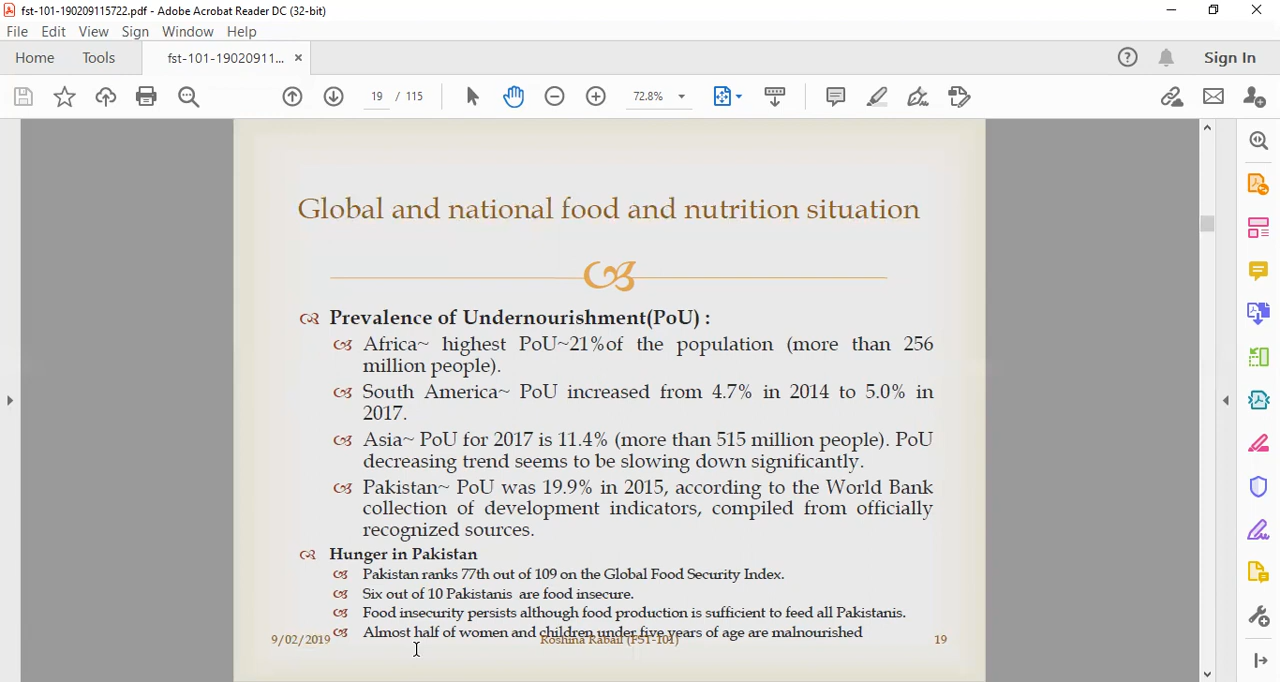 fst-101-190209115722.pdf - Adobe Acrobat Reader DC (32-bit)
File Edit View Sign Window Help
Home Tools fst-101-19020911... × Sign In
19 / 115 72.8%
Global and national food and nutrition situation
Prevalence of Undernourishment(PoU) :
Africa~ highest PoU~21%of the population (more than 256
million people).
South America~ PoU increased from 4.7% in 2014 to 5.0% in
2017.
Asia~ PoU for 2017 is 11.4% (more than 515 million people). PoU
decreasing trend seems to be slowing down significantly.
Pakistan~ PoU was 19.9% in 2015, according to the World Bank
collection of development indicators, compiled from officially
recognized sources.
Hunger in Pakistan
Pakistan ranks 77th out of 109 on the Global Food Security Index.
Six out of 10 Pakistanis are food insecure.
Food insecurity persists although food production is sufficient to feed all Pakistanis.
Almost half of women and children under five years of age are malnourished
9/02/2019 Roshina Rabail (FST-101) 19